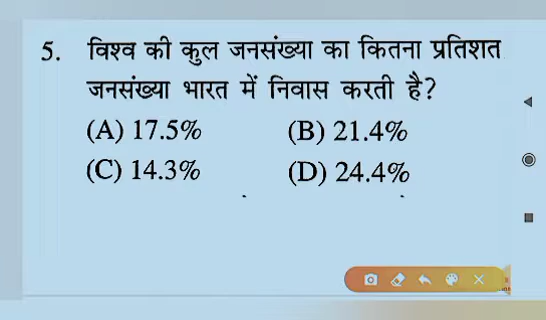 5. विश्व की कुल जनसंख्या का कितना प्रतिशत
जनसंख्या भारत में निवास करती है?
(A) 17.5% (B) 21.4%
(C) 14.3% (D) 24.4%